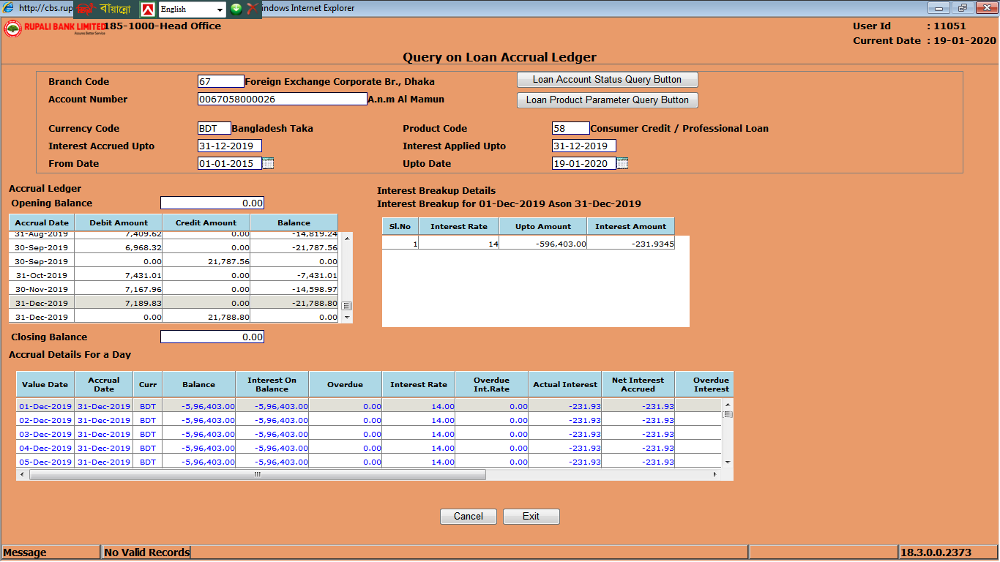 http://cbs.rup বায়ান্নো English indows Internet Explorer
RUPALI BANK LIMITED 185-1000-Head Office User Id : 11051
Assures Better Service
Current Date : 19-01-2020
Query on Loan Accrual Ledger
Branch Code 67 Foreign Exchange Corporate Br., Dhaka Loan Account Status Query Button
Account Number 0067058000026 A.n.m Al Mamun Loan Product Parameter Query Button
Currency Code BDT Bangladesh Taka Product Code 58 Consumer Credit / Professional Loan
Interest Accrued Upto 31-12-2019 Interest Applied Upto 31-12-2019
From Date 01-01-2015 Upto Date 19-01-2020
Accrual Ledger
Opening Balance 0.00
Accrual Date Debit Amount Credit Amount Balance
31-Aug-2019 7,409.62 0.00 -14,819.24
30-Sep-2019 6,968.32 0.00 -21,787.56
30-Sep-2019 0.00 21,787.56 0.00
31-Oct-2019 7,431.01 0.00 -7,431.01
30-Nov-2019 7,167.96 0.00 -14,598.97
31-Dec-2019 7,189.83 0.00 -21,788.80
31-Dec-2019 0.00 21,788.80 0.00
Closing Balance 0.00
Interest Breakup Details
Interest Breakup for 01-Dec-2019 Ason 31-Dec-2019
Sl.No Interest Rate Upto Amount Interest Amount
1 14 -596,403.00 -231.9345
Accrual Details For a Day
Value Date Accrual Date Curr Balance Interest On Balance Overdue Interest Rate Overdue Int.Rate Actual Interest Net Interest Accrued Overdue Interest
01-Dec-2019 31-Dec-2019 BDT -5,96,403.00 -5,96,403.00 0.00 14.00 0.00 -231.93 -231.93
02-Dec-2019 31-Dec-2019 BDT -5,96,403.00 -5,96,403.00 0.00 14.00 0.00 -231.93 -231.93
03-Dec-2019 31-Dec-2019 BDT -5,96,403.00 -5,96,403.00 0.00 14.00 0.00 -231.93 -231.93
04-Dec-2019 31-Dec-2019 BDT -5,96,403.00 -5,96,403.00 0.00 14.00 0.00 -231.93 -231.93
05-Dec-2019 31-Dec-2019 BDT -5,96,403.00 -5,96,403.00 0.00 14.00 0.00 -231.93 -231.93
Cancel Exit
Message No Valid Records 18.3.0.0.2373